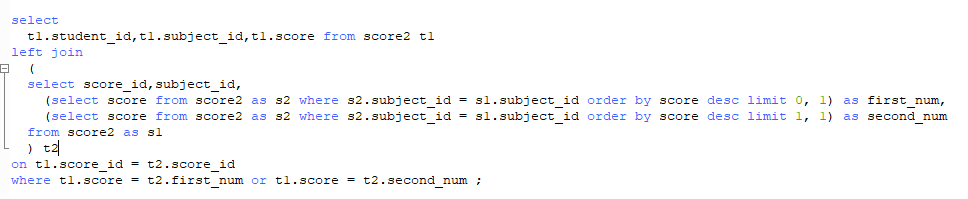 select
t1.student_id,t1.subject_id,t1.score from score2 t1
left join
(
select score_id,subject_id,
(select score from score2 as s2 where s2.subject_id = s1.subject_id order by score desc limit 0, 1) as first_num,
(select score from score2 as s2 where s2.subject_id = s1.subject_id order by score desc limit 1, 1) as second_num
from score2 as s1
) t2
on t1.score_id = t2.score_id
where t1.score = t2.first_num or t1.score = t2.second_num ;